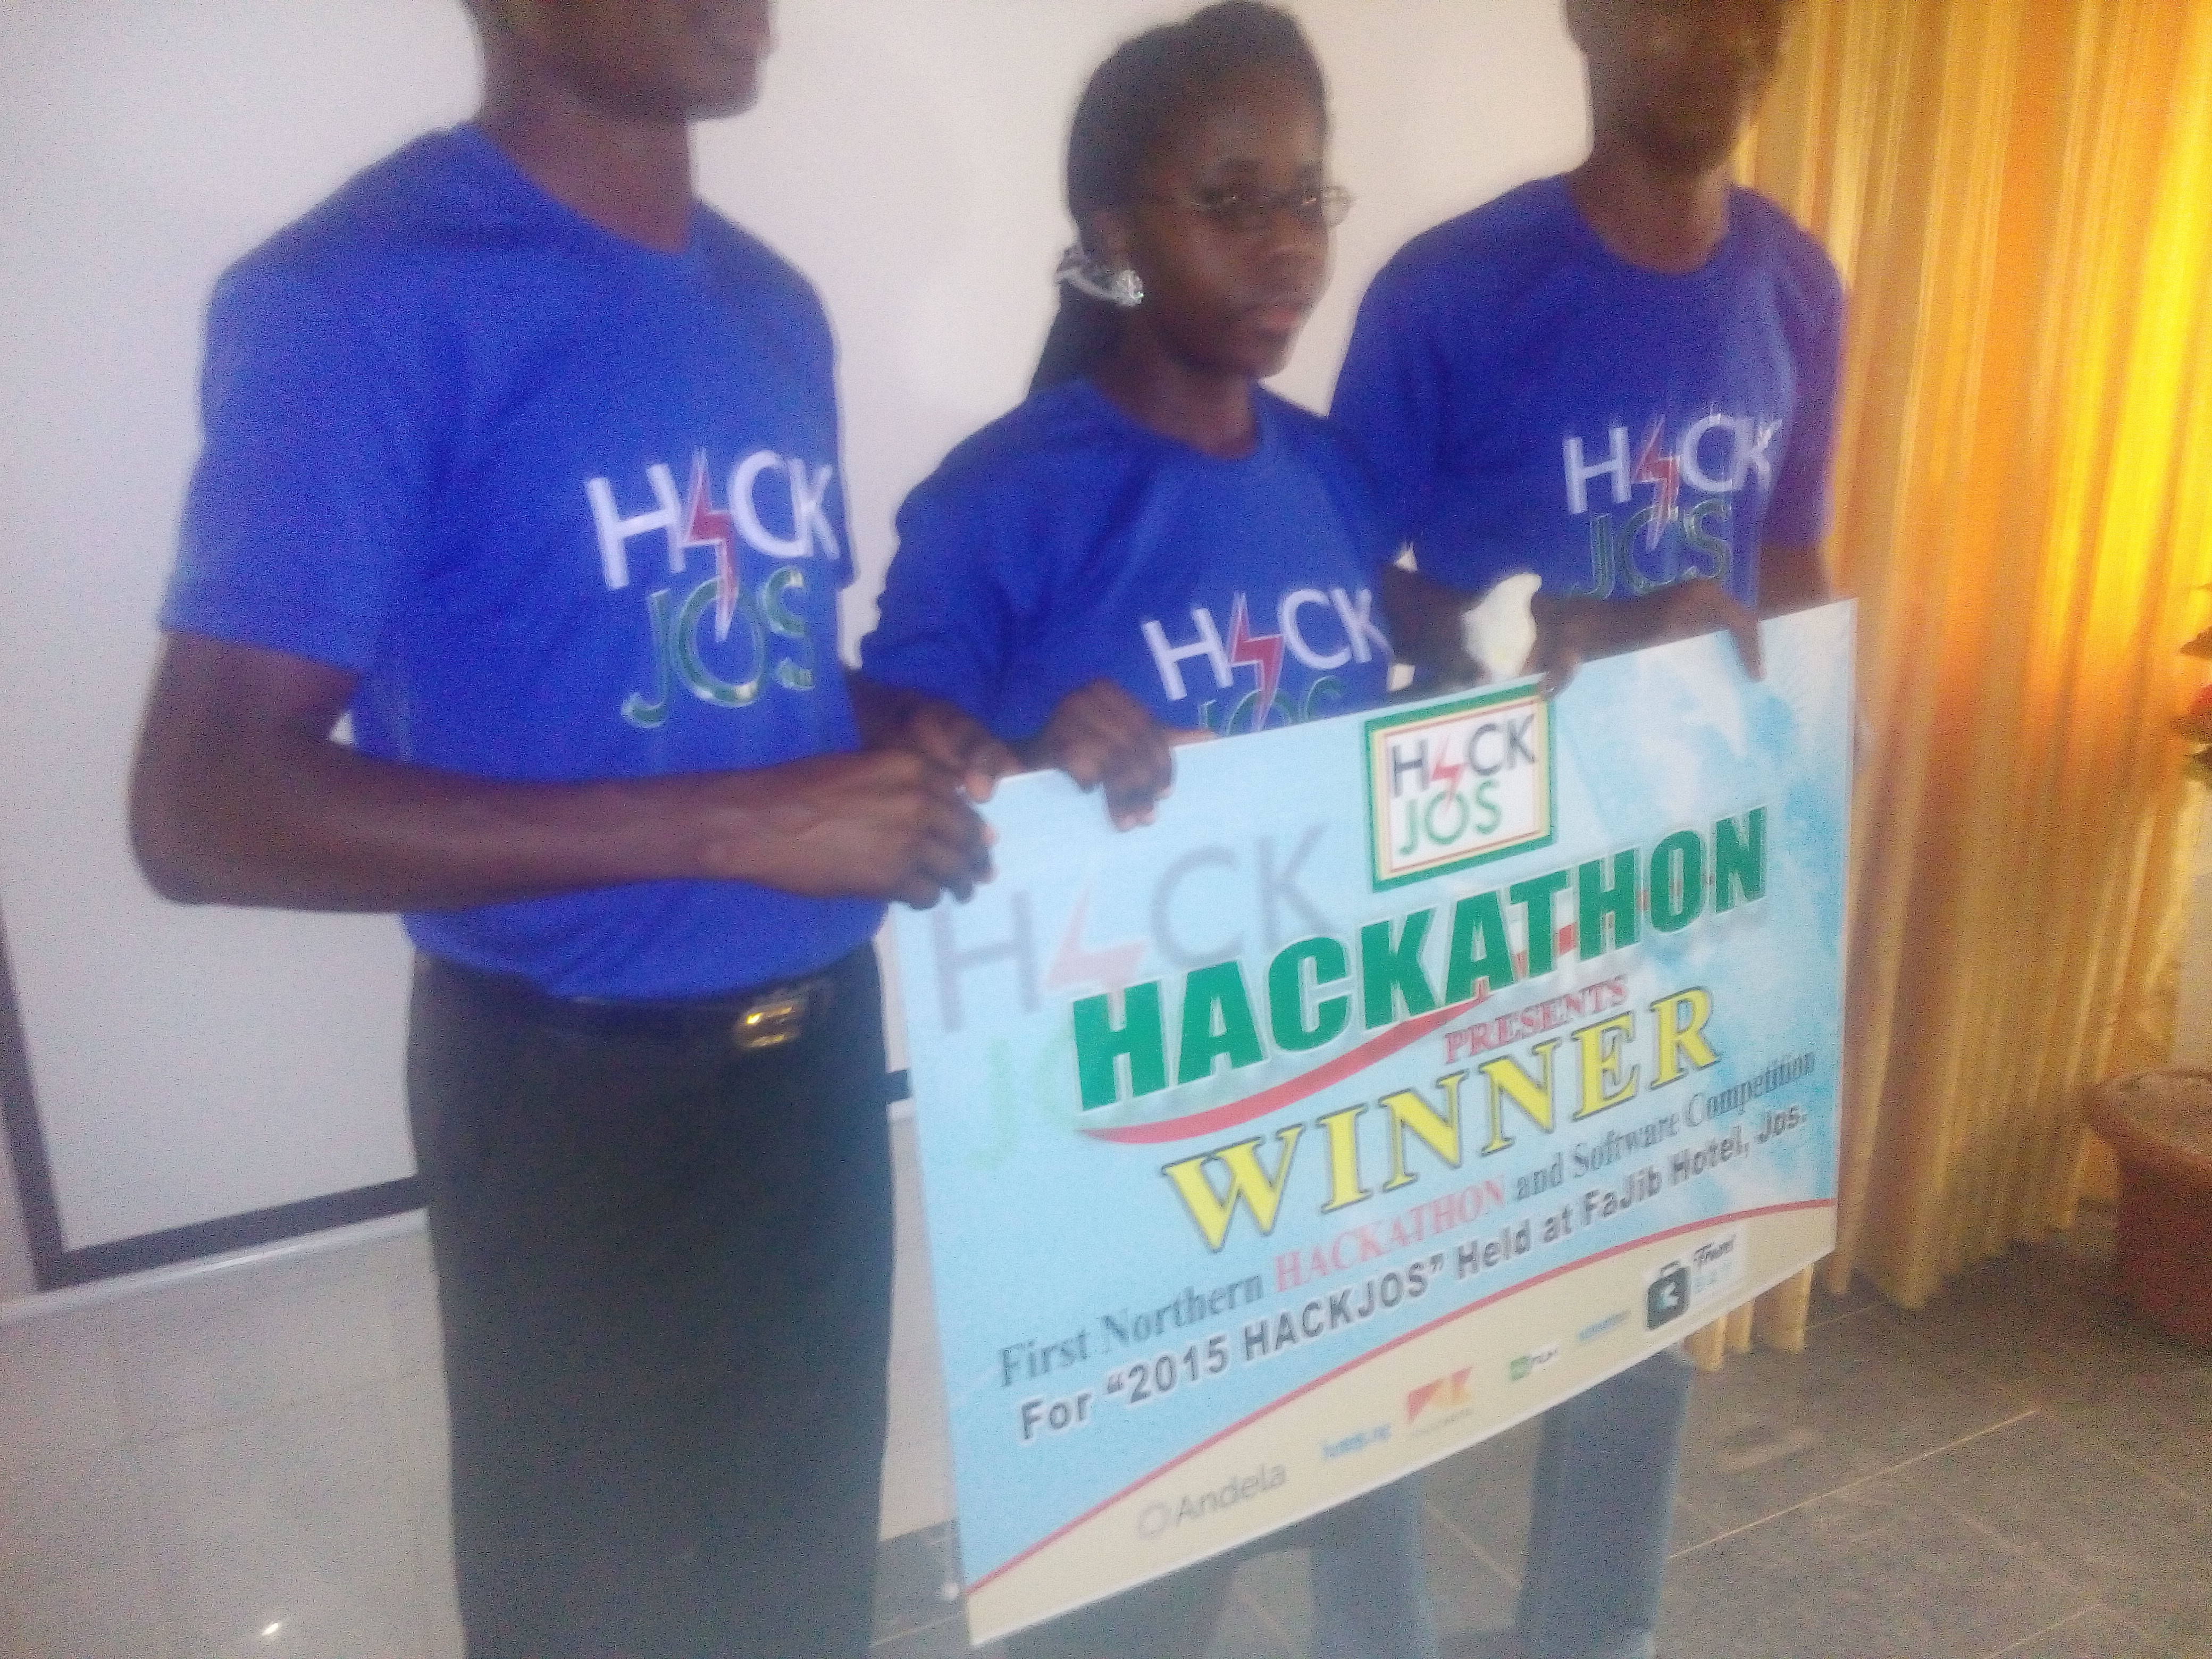 HACK
JOS
HACK
JOS
HACK
JOS
HACK
JOS
HACK
HACKATHON
PRESENTS
WINNER
First Northern HACKATHON and Software Competition
For “2015 HACKJOS” Held at FaJib Hotel, Jos.
Andela
Travel